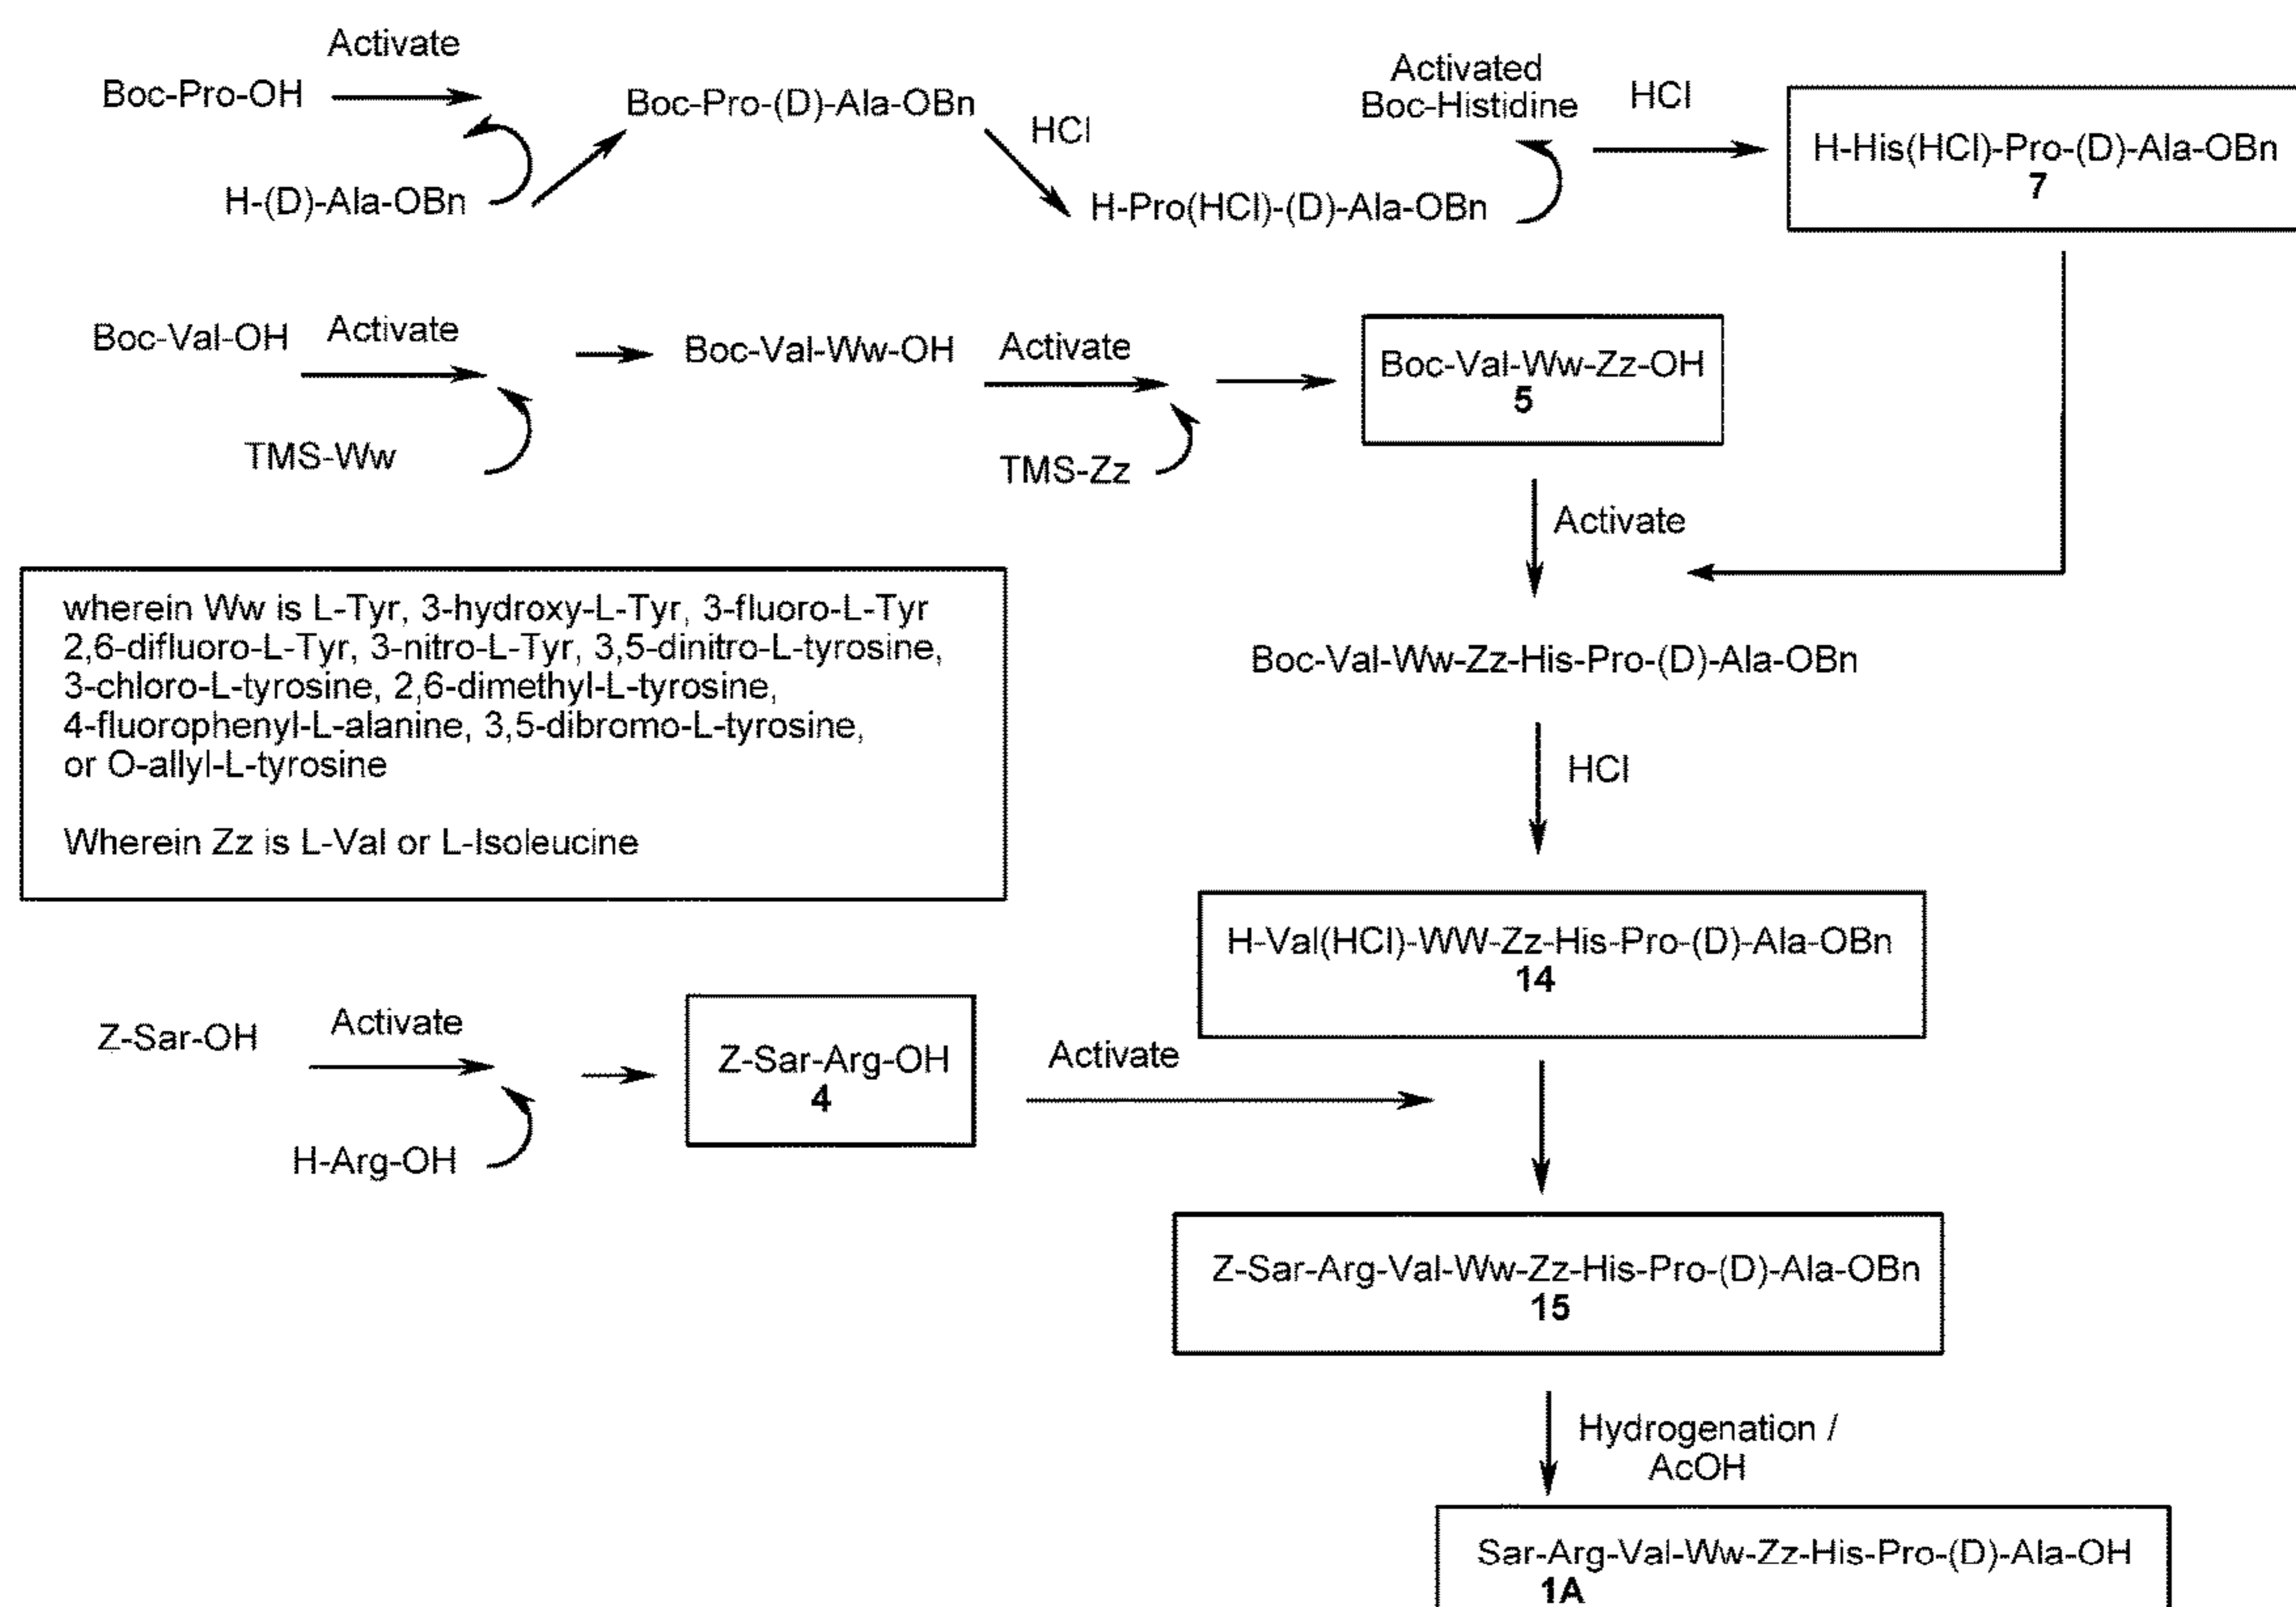 Activate
Boc-Pro-OH
H-(D)-Ala-OBn
Boc-Pro-(D)-Ala-OBn
HCl
H-Pro(HCl)-(D)-Ala-OBn
Activated
Boc-Histidine
HCl
H-His(HCl)-Pro-(D)-Ala-OBn
7
Boc-Val-OH
Activate
TMS-Ww
Boc-Val-Ww-OH
Activate
TMS-Zz
Boc-Val-Ww-Zz-OH
5
Activate
wherein Ww is L-Tyr, 3-hydroxy-L-Tyr, 3-fluoro-L-Tyr
2,6-difluoro-L-Tyr, 3-nitro-L-Tyr, 3,5-dinitro-L-tyrosine,
3-chloro-L-tyrosine, 2,6-dimethyl-L-tyrosine,
4-fluorophenyl-L-alanine, 3,5-dibromo-L-tyrosine,
or O-allyl-L-tyrosine
Wherein Zz is L-Val or L-Isoleucine
Boc-Val-Ww-Zz-His-Pro-(D)-Ala-OBn
HCl
H-Val(HCl)-WW-Zz-His-Pro-(D)-Ala-OBn
14
Z-Sar-OH
Activate
H-Arg-OH
Z-Sar-Arg-OH
4
Activate
Z-Sar-Arg-Val-Ww-Zz-His-Pro-(D)-Ala-OBn
15
Hydrogenation /
AcOH
Sar-Arg-Val-Ww-Zz-His-Pro-(D)-Ala-OH
1A